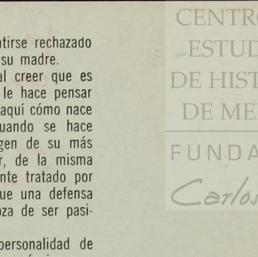 ntirse rechazado
su madre.
al creer que es
le hace pensar
aquí cómo nace
uando se hace
gen de su más
r, de la misma
nte tratado por
ue una defensa
oza de ser pasi-
personalidad de
CENTRO
ESTUD
DE HIST
DE ME
FUNDA
Carlos